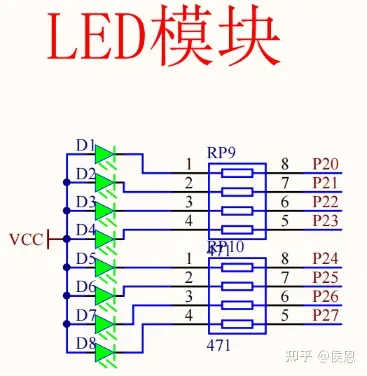 LED模块
D1
RP9
1 8 P20
D2
2 7 P21
D3
3 6 P22
D4
4 5 P23
VCC
471
RP10
D5
1 8 P24
D6
2 7 P25
D7
3 6 P26
D8
4 5 P27
471
知乎 @侯恩